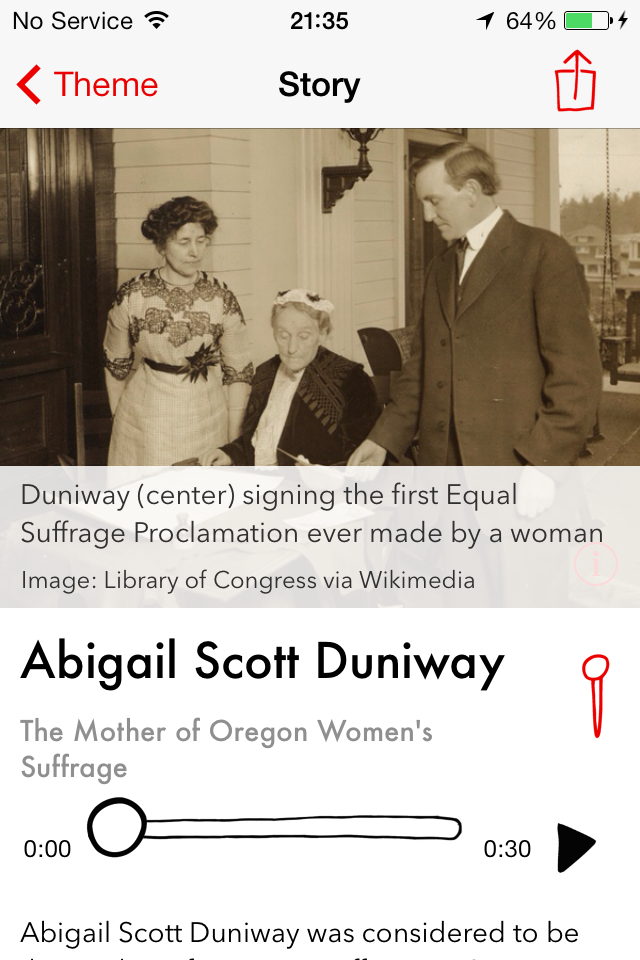 No Service 21:35 64%
Theme Story
Duniway (center) signing the first Equal
Suffrage Proclamation ever made by a woman
Image: Library of Congress via Wikimedia
i
Abigail Scott Duniway
The Mother of Oregon Women's
Suffrage
0:00 0:30
Abigail Scott Duniway was considered to be